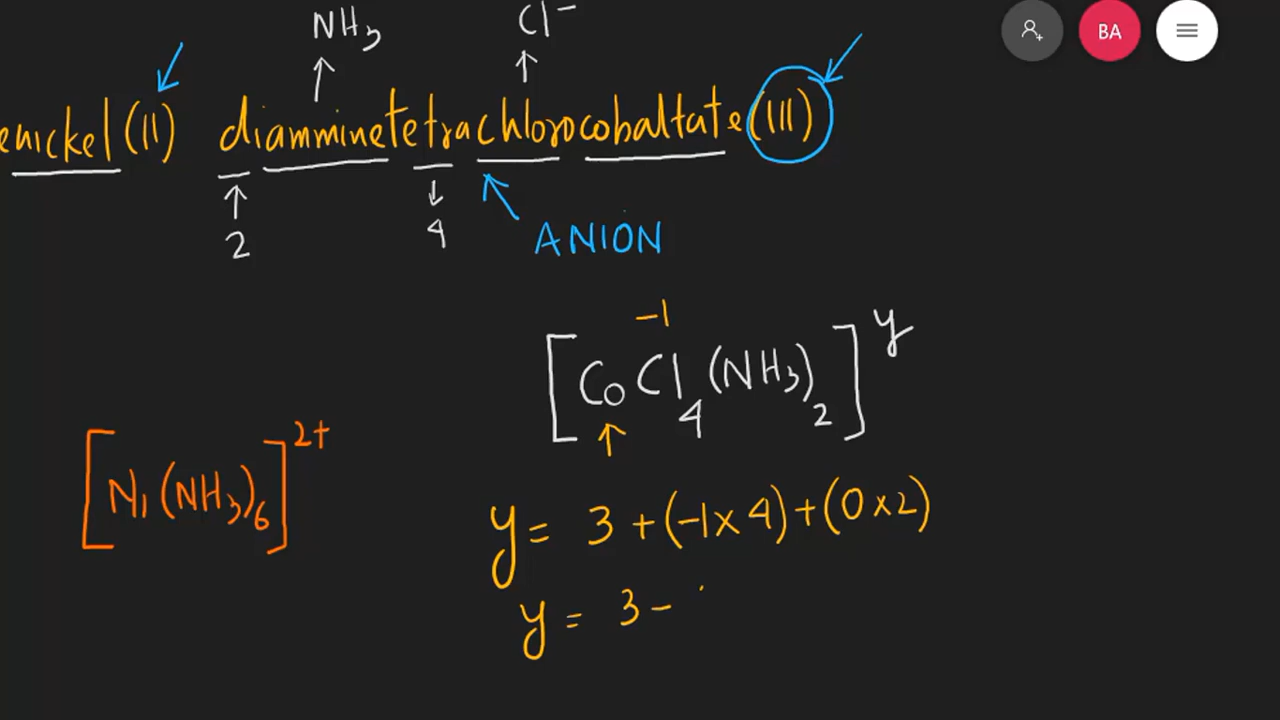 NH3 Cl⁻
BA
enickel (II) diamminetetrachlorocobaltate (III)
2 4 ANION
-1
[CoCl4(NH3)2]^y
[Ni(NH3)6]^2+
y = 3 + (-1 x 4) + (0 x 2)
y = 3 -